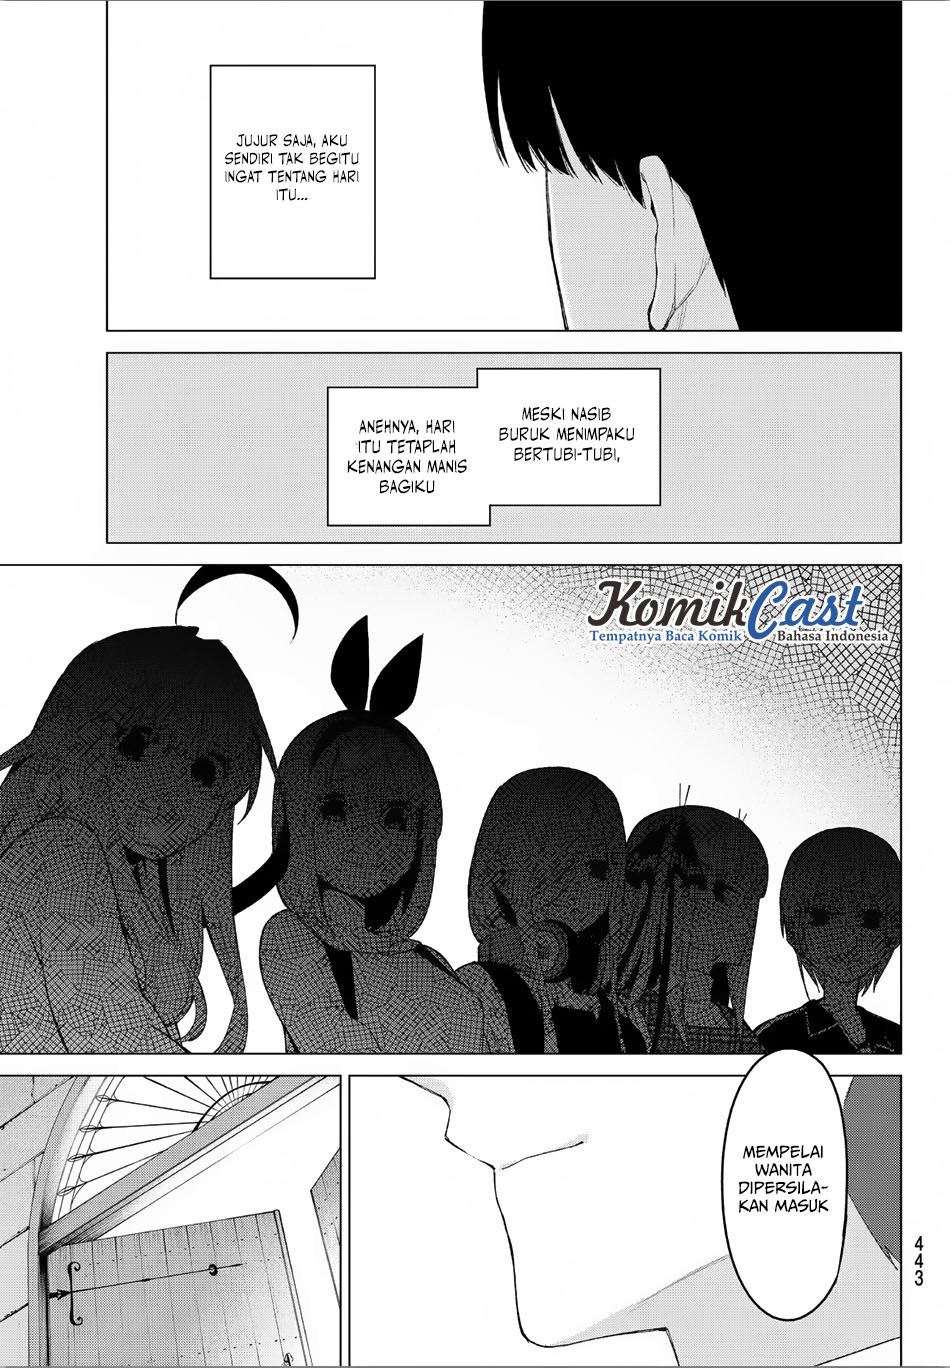 JUJUR SAJA, AKU
SENDIRI TAK BEGITU
INGAT TENTANG HARI
ITU...
MESKI NASIB
BURUK MENIMPAKU
BERTUBI-TUBI,
ANEHNYA, HARI
ITU TETAPLAH
KENANGAN MANIS
BAGIKU
KomikCast
Tempatnya Baca Komik Bahasa Indonesia
MEMPELAI
WANITA
DIPERSILA-
KAN MASUK
443